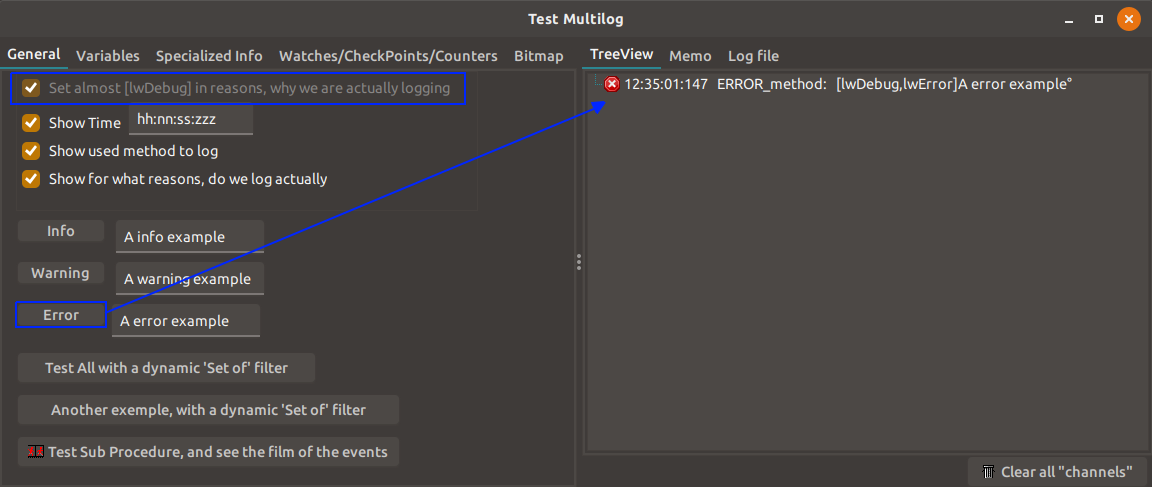 Test Multilog
General Variables Specialized Info Watches/CheckPoints/Counters Bitmap
Set almost [lwDebug] in reasons, why we are actually logging
Show Time hh:nn:ss:zzz
Show used method to log
Show for what reasons, do we log actually
Info A info example
Warning A warning example
Error A error example
Test All with a dynamic 'Set of' filter
Another exemple, with a dynamic 'Set of' filter
Test Sub Procedure, and see the film of the events
TreeView Memo Log file
12:35:01:147 ERROR_method: [lwDebug,lwError]A error example°
Clear all "channels"